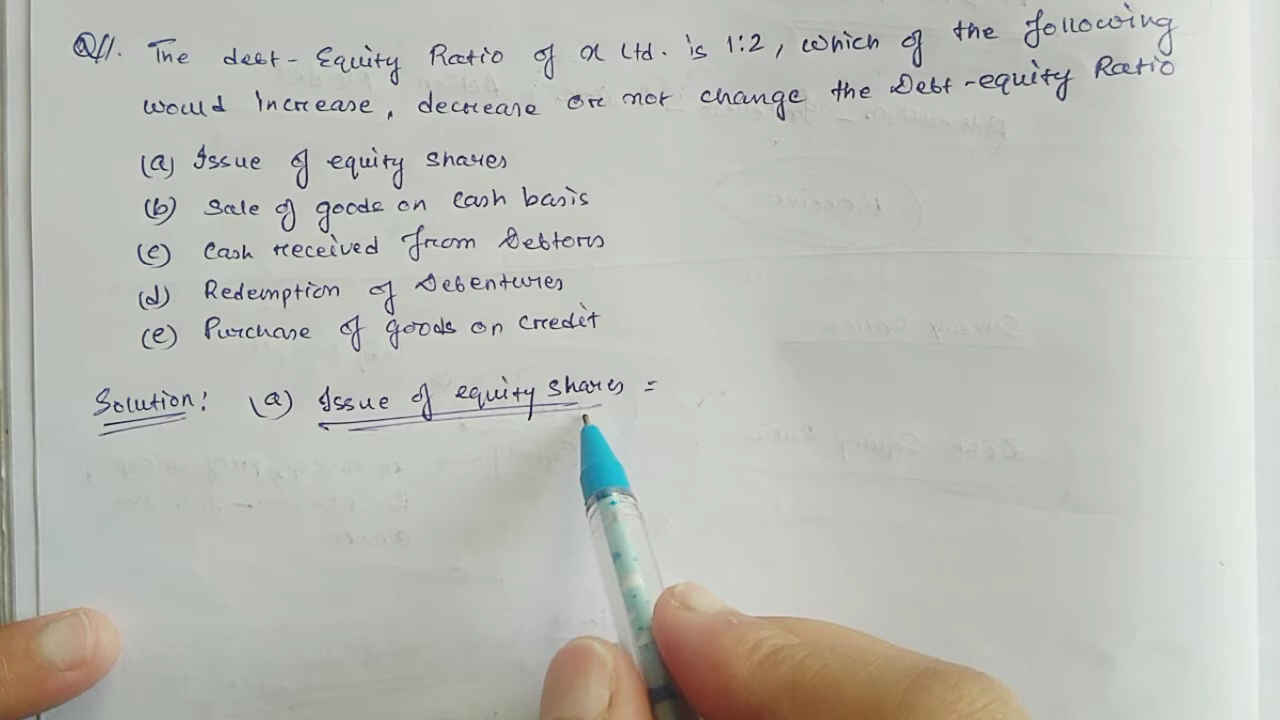 Q11. The debt - Equity Ratio of X Ltd. is 1:2, which of the following
would Increase, decrease or not change the Debt-equity Ratio
(a) Issue of equity shares
(b) Sale of goods on cash basis
(c) Cash received from Debtors
(d) Redemption of Debentures
(e) Purchase of goods on credit
Solution: (a) Issue of equity shares =